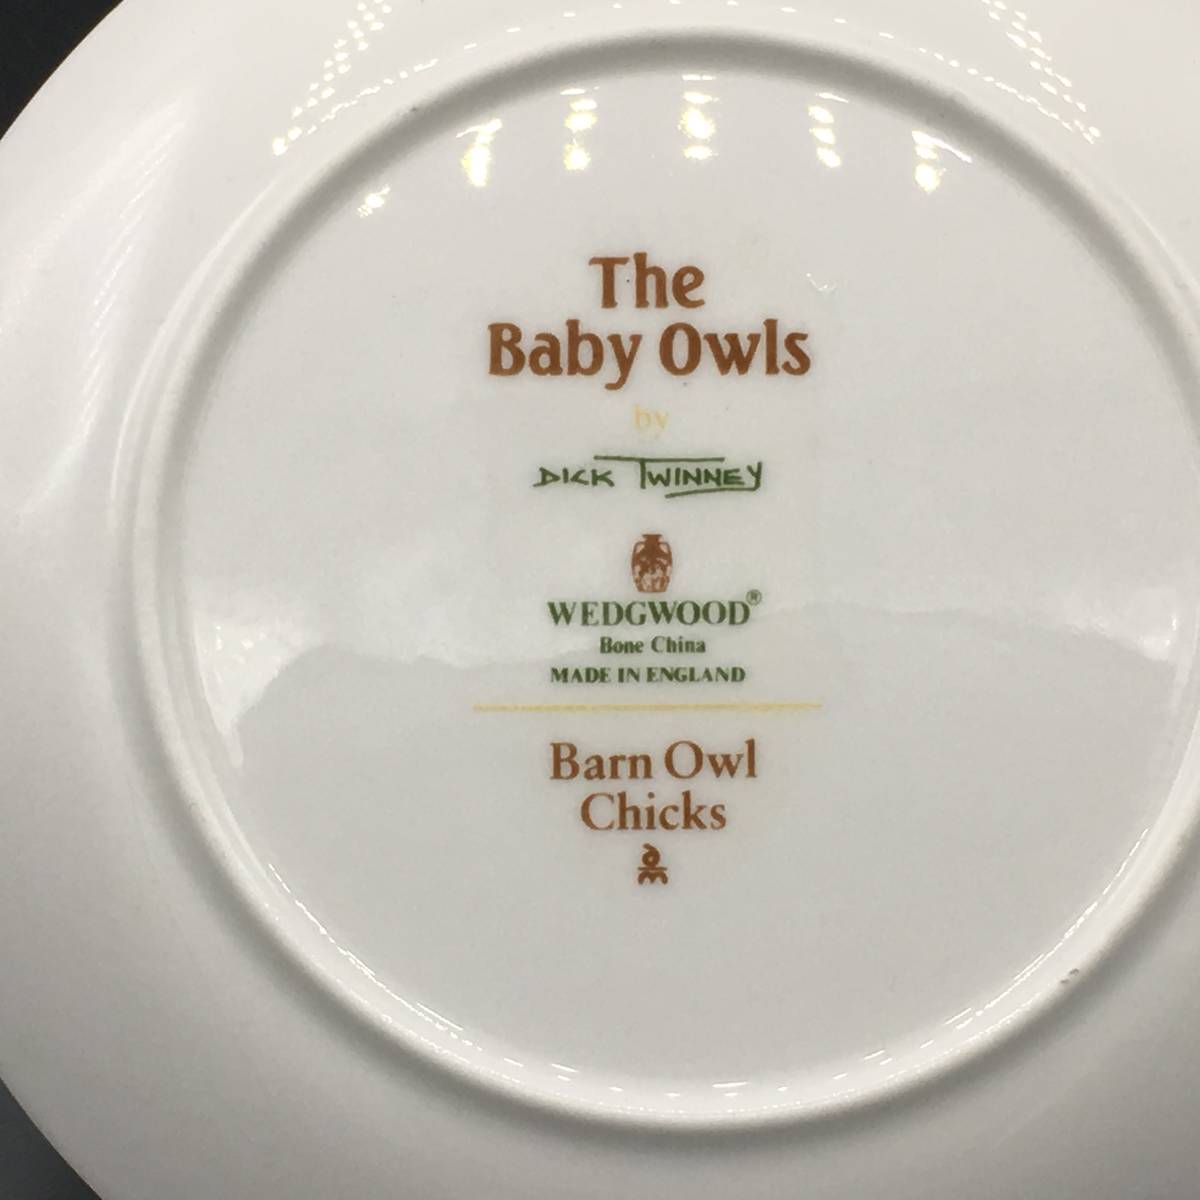 The
Baby Owls
by
DICK TWINNEY
WEDGWOOD®
Bone China
MADE IN ENGLAND
Barn Owl
Chicks